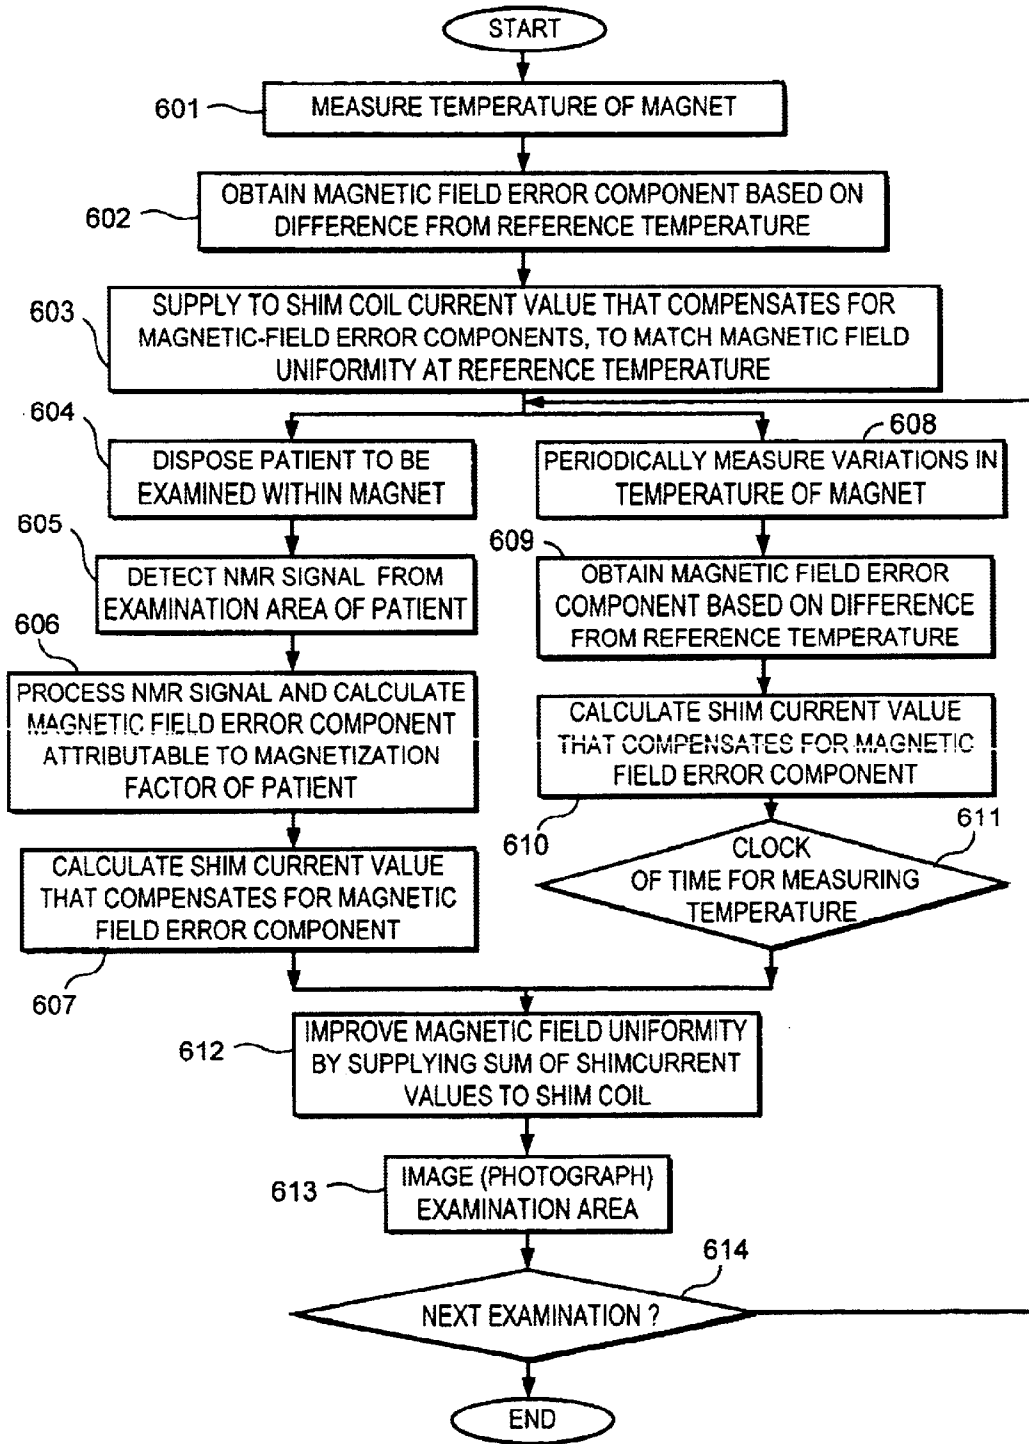 START
601
MEASURE TEMPERATURE OF MAGNET
602
OBTAIN MAGNETIC FIELD ERROR COMPONENT BASED ON
DIFFERENCE FROM REFERENCE TEMPERATURE
603
SUPPLY TO SHIM COIL CURRENT VALUE THAT COMPENSATES FOR
MAGNETIC-FIELD ERROR COMPONENTS, TO MATCH MAGNETIC FIELD
UNIFORMITY AT REFERENCE TEMPERATURE
604
DISPOSE PATIENT TO BE
EXAMINED WITHIN MAGNET
605
DETECT NMR SIGNAL FROM
EXAMINATION AREA OF PATIENT
606
PROCESS NMR SIGNAL AND CALCULATE
MAGNETIC FIELD ERROR COMPONENT
ATTRIBUTABLE TO MAGNETIZATION
FACTOR OF PATIENT
CALCULATE SHIM CURRENT VALUE
THAT COMPENSATES FOR MAGNETIC
FIELD ERROR COMPONENT
607
608
PERIODICALLY MEASURE VARIATIONS IN
TEMPERATURE OF MAGNET
609
OBTAIN MAGNETIC FIELD ERROR
COMPONENT BASED ON DIFFERENCE
FROM REFERENCE TEMPERATURE
CALCULATE SHIM CURRENT VALUE
THAT COMPENSATES FOR MAGNETIC
FIELD ERROR COMPONENT
610
611
CLOCK
OF TIME FOR MEASURING
TEMPERATURE
612
IMPROVE MAGNETIC FIELD UNIFORMITY
BY SUPPLYING SUM OF SHIMCURRENT
VALUES TO SHIM COIL
613
IMAGE (PHOTOGRAPH)
EXAMINATION AREA
614
NEXT EXAMINATION ?
END